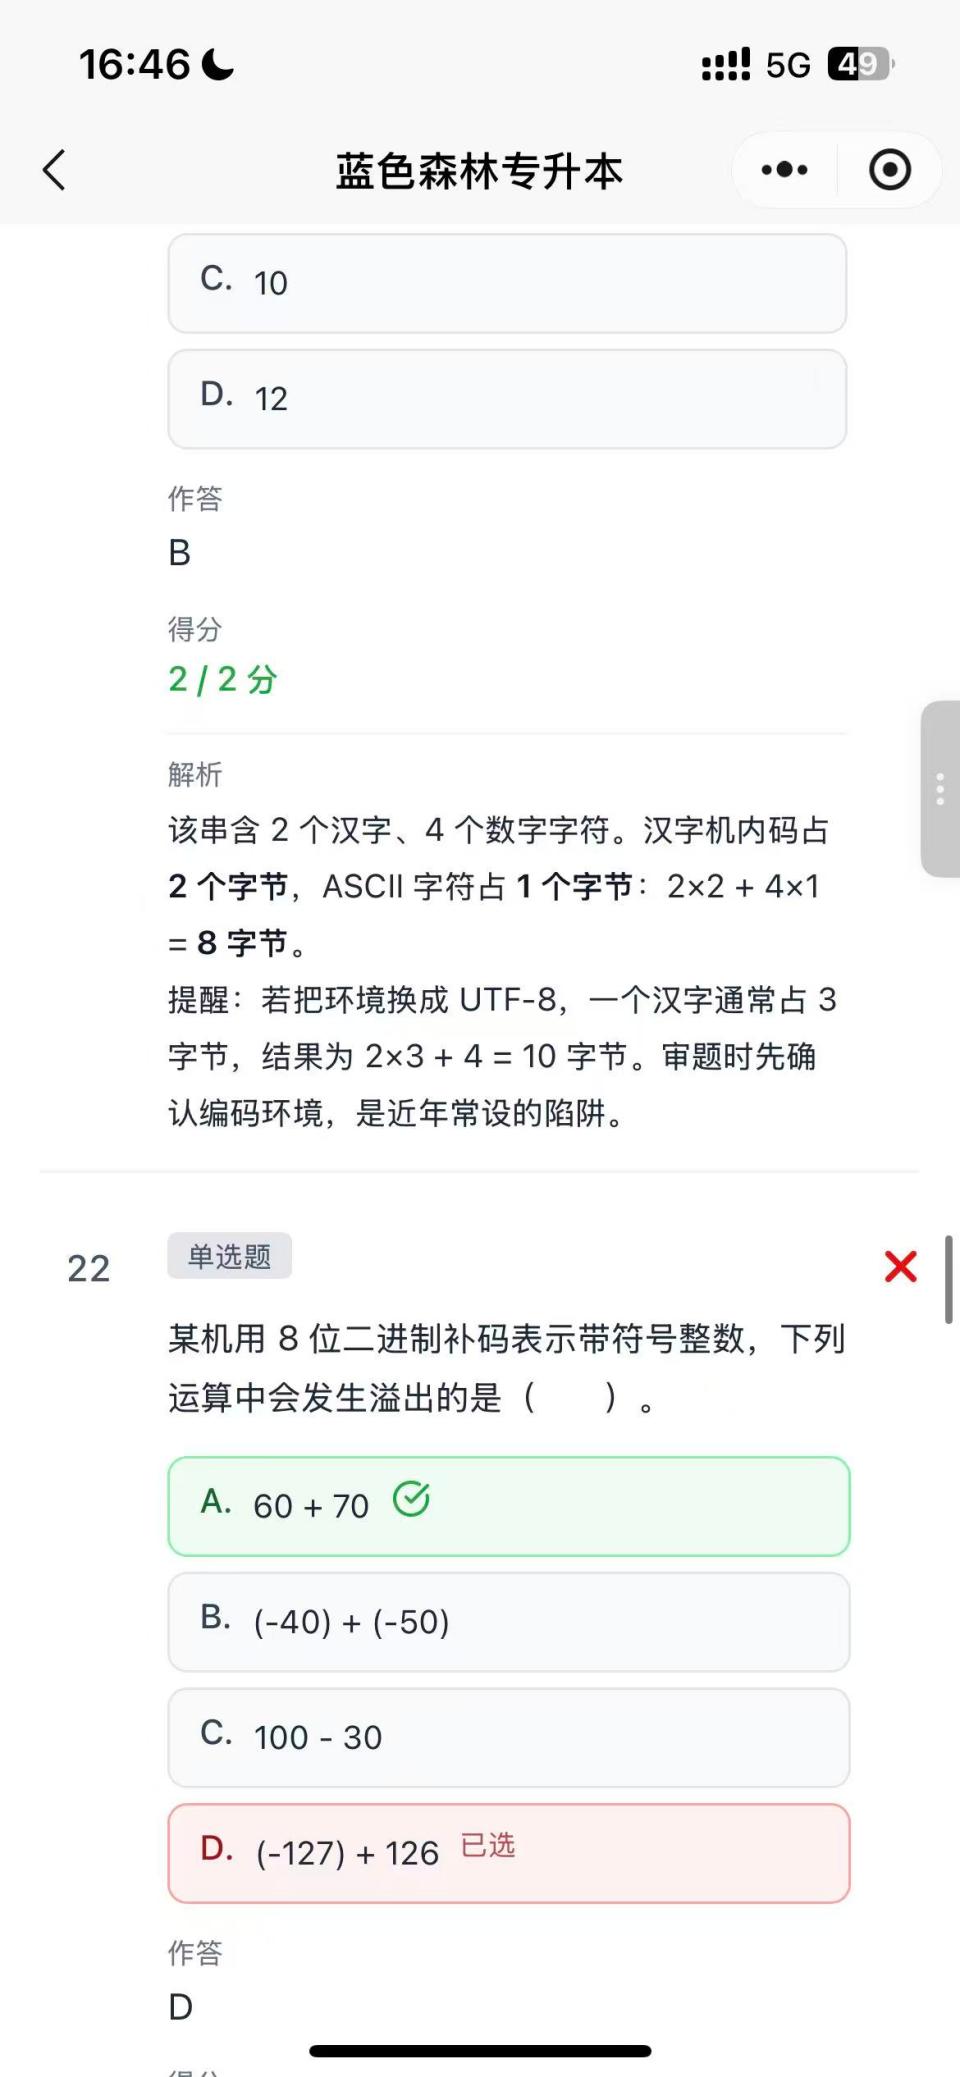 16:46 5G 49
蓝色森林专升本
C. 10
D. 12
作答
B
得分
2 / 2 分
解析
该串含 2 个汉字、4 个数字字符。汉字机内码占
2 个字节，ASCII 字符占 1 个字节：2×2 + 4×1
= 8 字节。
提醒：若把环境换成 UTF-8，一个汉字通常占 3
字节，结果为 2×3 + 4 = 10 字节。审题时先确
认编码环境，是近年常设的陷阱。
22 单选题
某机用 8 位二进制补码表示带符号整数，下列
运算中会发生溢出的是（ ）。
A. 60 + 70
B. (-40) + (-50)
C. 100 - 30
D. (-127) + 126 已选
作答
D